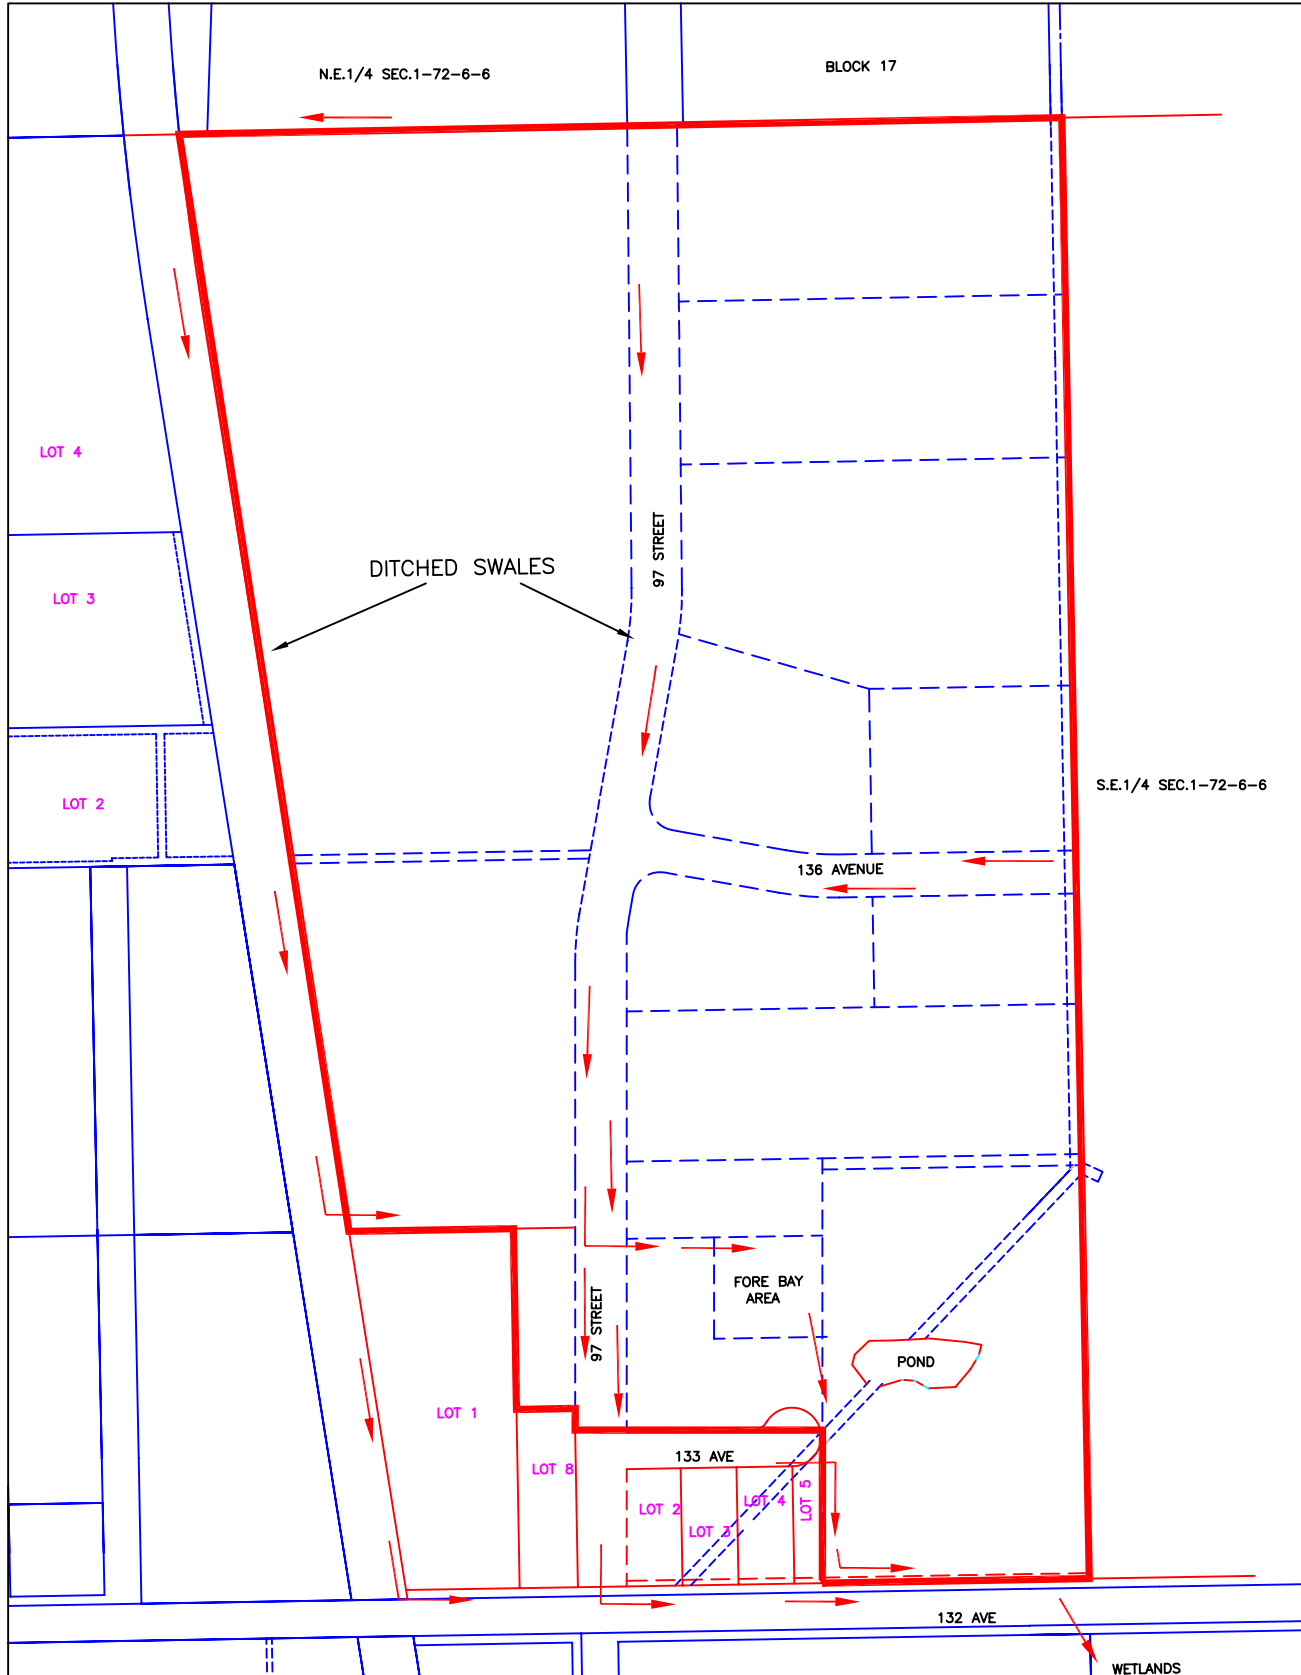 BLOCK 17
N.E.1/4 SEC.1-72-6-6
LOT 4
97 STREET
DITCHED SWALES
LOT 3
S.E.1/4 SEC.1-72-6-6
LOT 2
136 AVENUE
FORE BAY
AREA
97 STREET
POND
LOT 1
133 AVE
LOT 8
LOT 5
LOT 4
LOT 2
LOT 3
132 AVE
WETLANDS